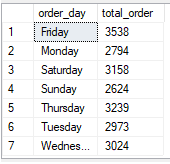 order_day total_order
1 Friday 3538
2 Monday 2794
3 Saturday 3158
4 Sunday 2624
5 Thursday 3239
6 Tuesday 2973
7 Wednes... 3024